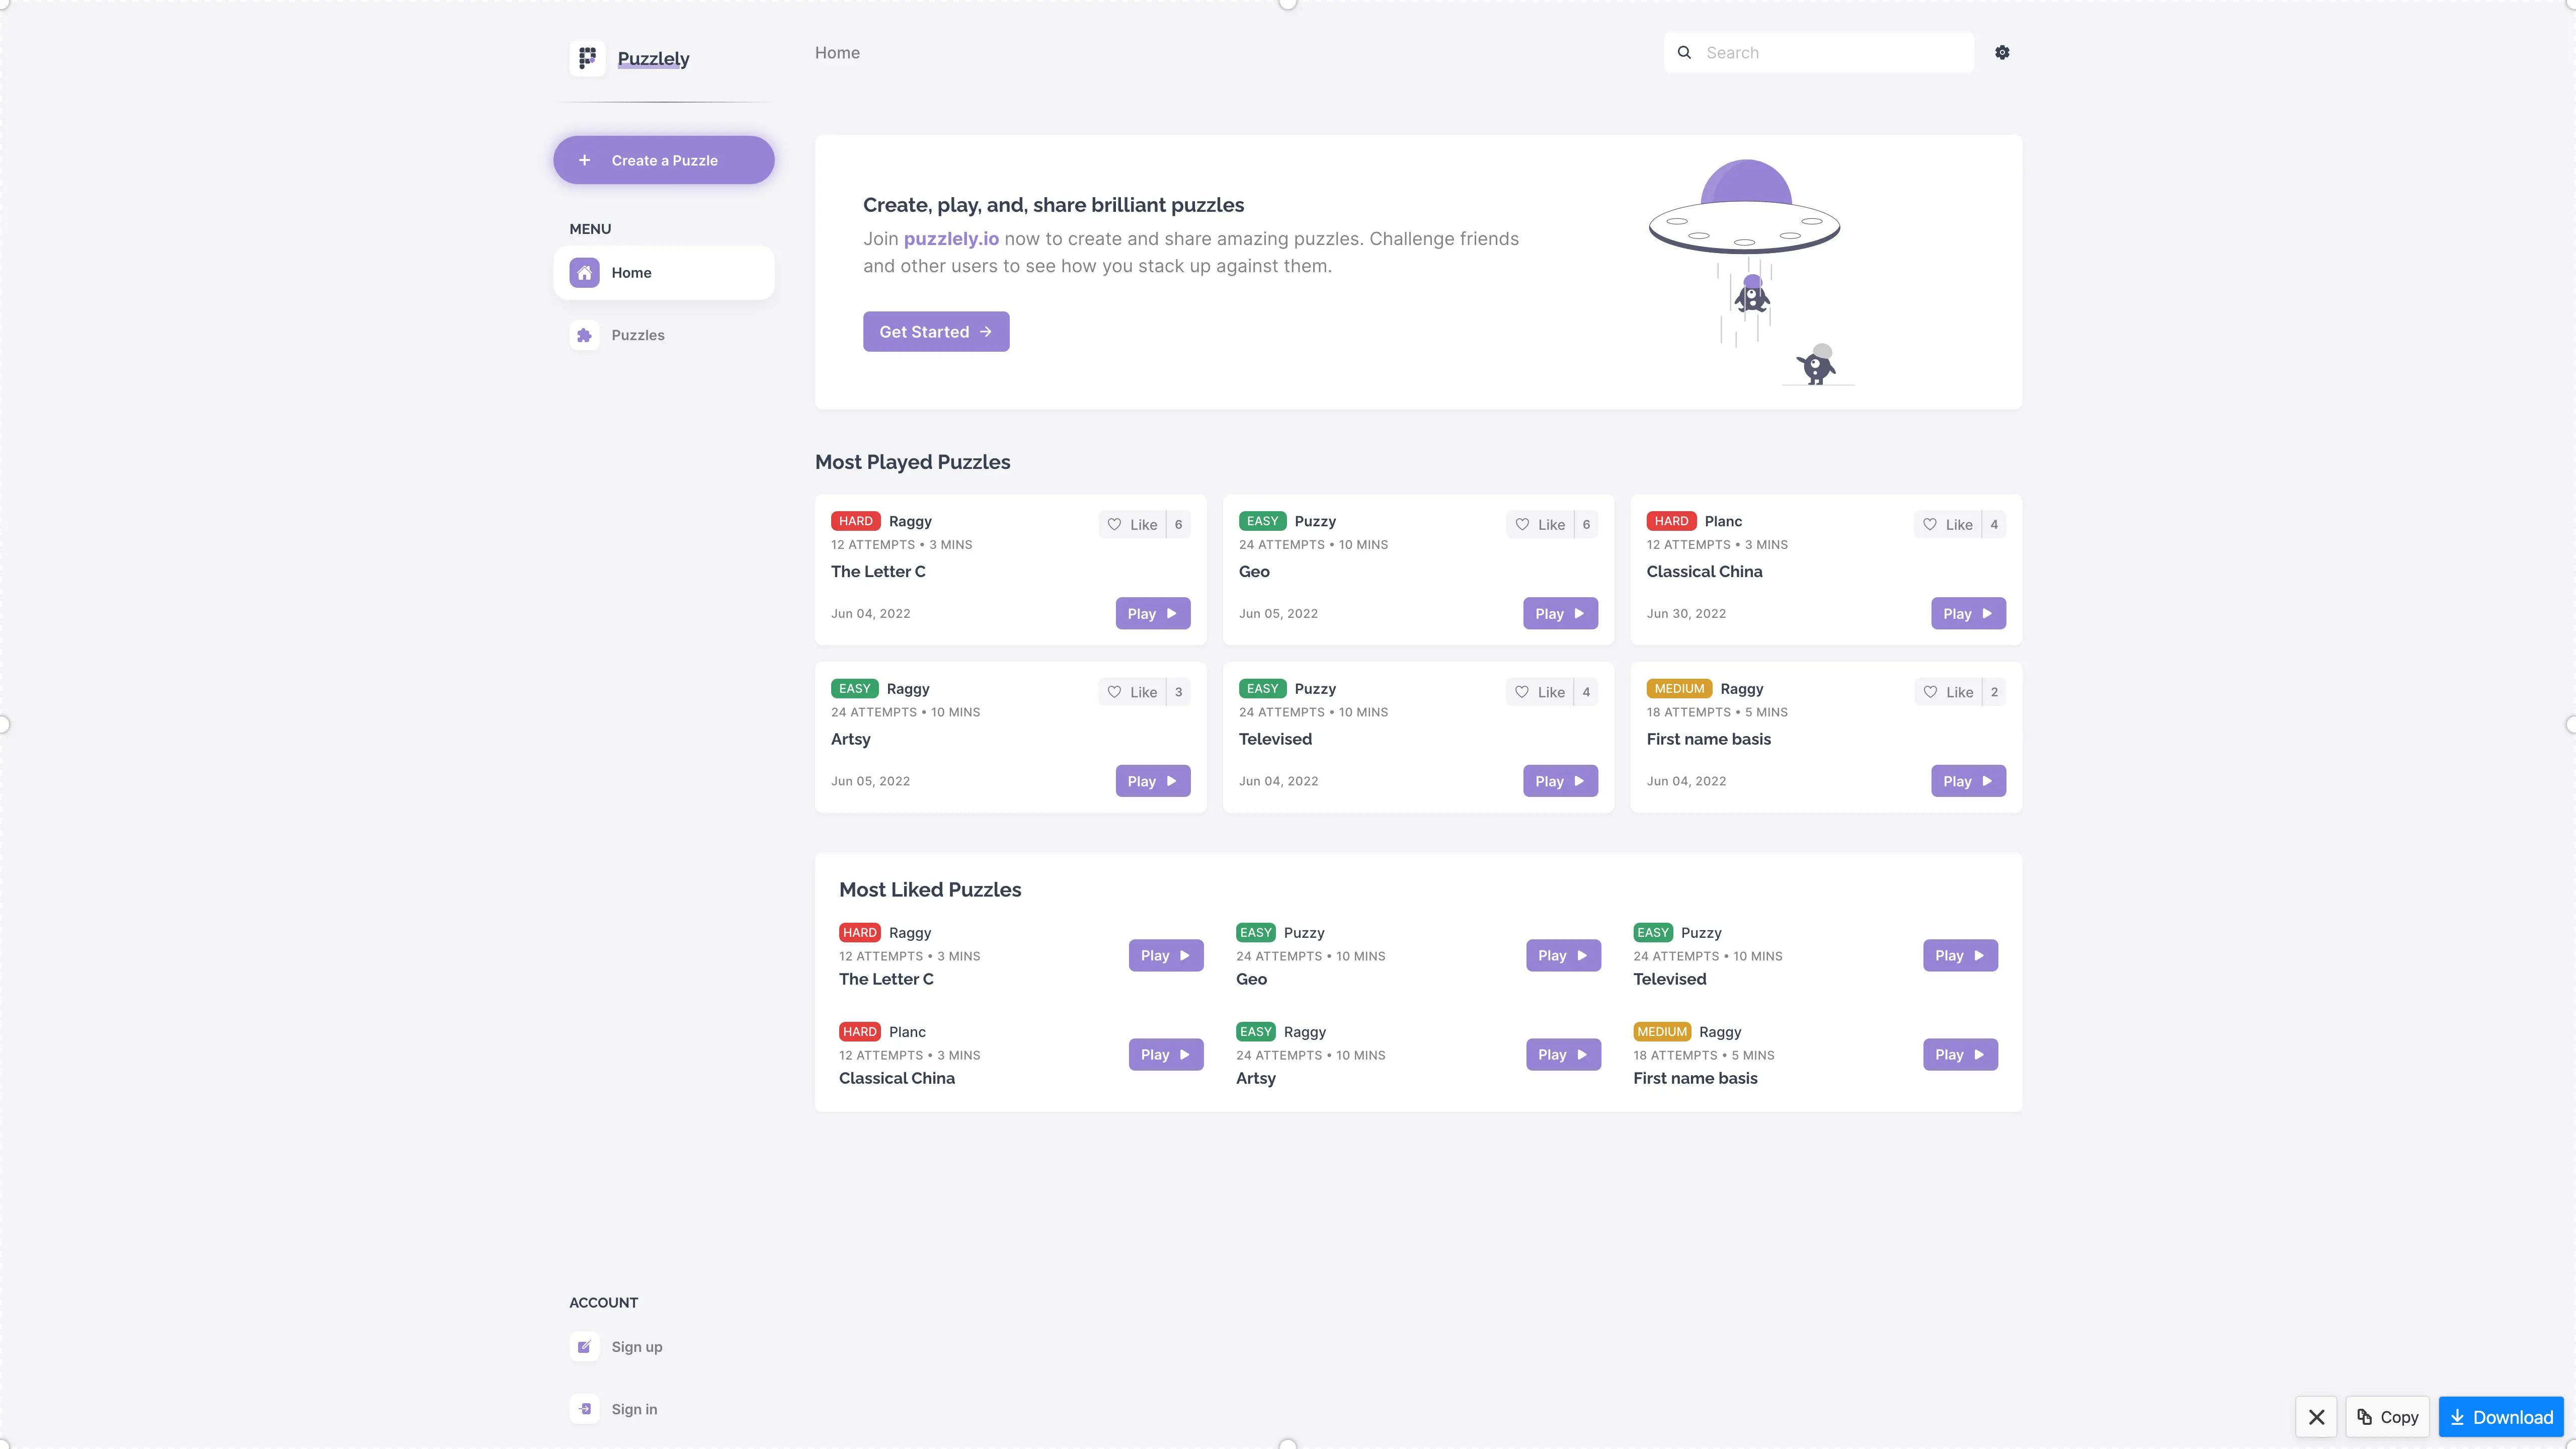 Puzzlely
Home
Search
Create a Puzzle
MENU
Home
Puzzles
Create, play, and, share brilliant puzzles
Join puzzlely.io now to create and share amazing puzzles. Challenge friends
and other users to see how you stack up against them.
Get Started
Most Played Puzzles
HARD Raggy
Like 6
12 ATTEMPTS • 3 MINS
The Letter C
Jun 04, 2022
Play
EASY Puzzy
Like 6
24 ATTEMPTS • 10 MINS
Geo
Jun 05, 2022
Play
HARD Planc
Like 4
12 ATTEMPTS • 3 MINS
Classical China
Jun 30, 2022
Play
EASY Raggy
Like 3
24 ATTEMPTS • 10 MINS
Artsy
Jun 05, 2022
Play
EASY Puzzy
Like 4
24 ATTEMPTS • 10 MINS
Televised
Jun 04, 2022
Play
MEDIUM Raggy
Like 2
18 ATTEMPTS • 5 MINS
First name basis
Jun 04, 2022
Play
Most Liked Puzzles
HARD Raggy
12 ATTEMPTS • 3 MINS
The Letter C
Play
EASY Puzzy
24 ATTEMPTS • 10 MINS
Geo
Play
EASY Puzzy
24 ATTEMPTS • 10 MINS
Televised
Play
HARD Planc
12 ATTEMPTS • 3 MINS
Classical China
Play
EASY Raggy
24 ATTEMPTS • 10 MINS
Artsy
Play
MEDIUM Raggy
18 ATTEMPTS • 5 MINS
First name basis
Play
ACCOUNT
Sign up
Sign in
Copy
Download